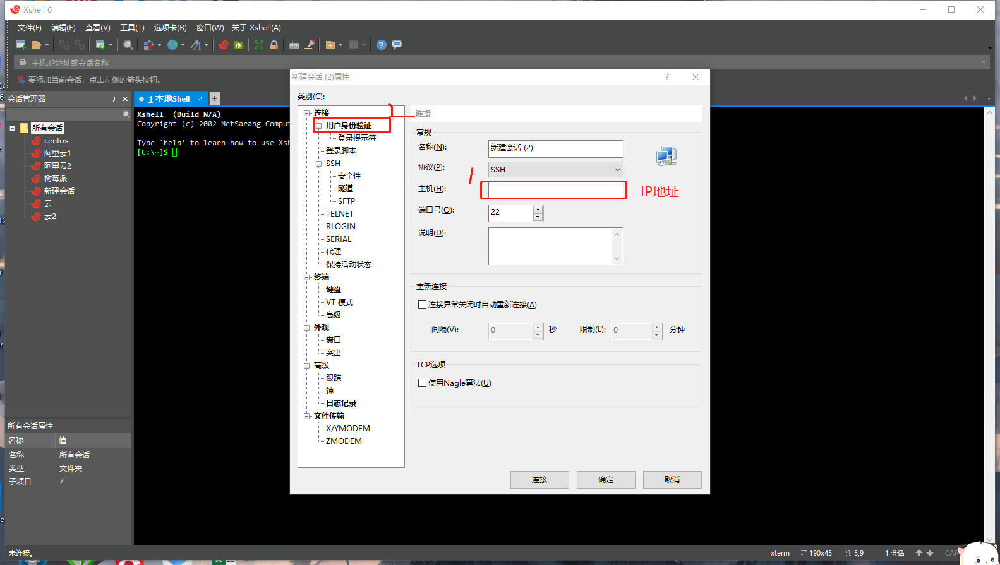 Xshell 6
文件(F) 编辑(E) 查看(V) 工具(T) 选项卡(B) 窗口(W) 关于 Xshell(A)
主机,IP地址或会话名称
要添加当前会话，点击左侧的箭头按钮。
会话管理器
所有会话
centos
阿里云1
阿里云2
树莓派
新建会话
云
云2
所有会话属性
名称 值
名称 所有会话
类型 文件夹
子项目 7
1 本地Shell
Xshell (Build N/A)
Copyright (c) 2002 NetSarang Comput
Type `help' to learn how to use Xsh
[C:\~]$
新建会话 (2)属性
类别(C):
连接
用户身份验证
登录提示符
登录脚本
SSH
安全性
隧道
SFTP
TELNET
RLOGIN
SERIAL
代理
保持活动状态
终端
键盘
VT 模式
高级
外观
窗口
突出
高级
跟踪
钟
日志记录
文件传输
X/YMODEM
ZMODEM
连接
常规
名称(N): 新建会话 (2)
协议(P): SSH
主机(H): IP地址
端口号(O): 22
说明(D):
重新连接
连接异常关闭时自动重新连接(A)
间隔(V): 0 秒 限制(L): 0 分钟
TCP选项
使用Nagle算法(U)
连接 确定 取消
未连接。
xterm 190x45 5,9 1 会话 CAP